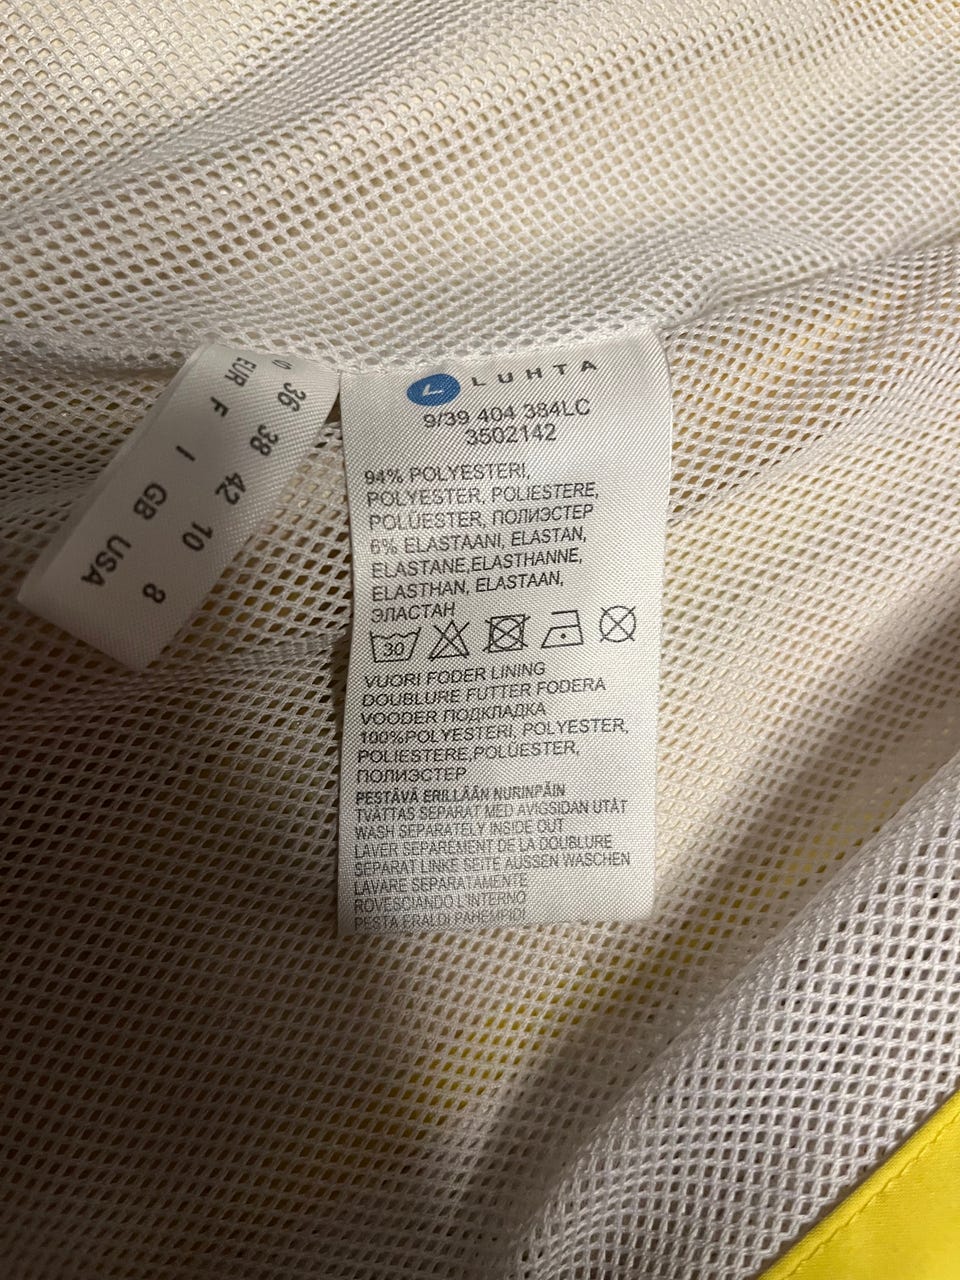 EUR 36
F 38
I 42
GB 10
USA 8
LUHTA
9/39 404 384LC
3502142
94% POLYESTERI,
POLYESTER, POLIESTERE,
POLÜESTER, ПОЛИЭСТЕР
6% ELASTAANI, ELASTAN,
ELASTANE,ELASTHANNE,
ELASTHAN, ELASTAAN,
ЭЛАСТАН
30
VUORI FODER LINING
DOUBLURE FUTTER FODERA
VOODER ПОДКЛАДКА
100%POLYESTERI, POLYESTER,
POLIESTERE,POLÜESTER,
ПОЛИЭСТЕР
PESTÄVÄ ERILLÄÄN NURINPÄIN
TVÄTTAS SEPARAT MED AVIGSIDAN UTÅT
WASH SEPARATELY INSIDE OUT
LAVER SEPARÉMENT DE LA DOUBLURE
SEPARAT LINKE SEITE AUSSEN WASCHEN
LAVARE SEPARATAMENTE
ROVESCIANDO L'INTERNO
PESTA ERALDI PAHEMPIDI